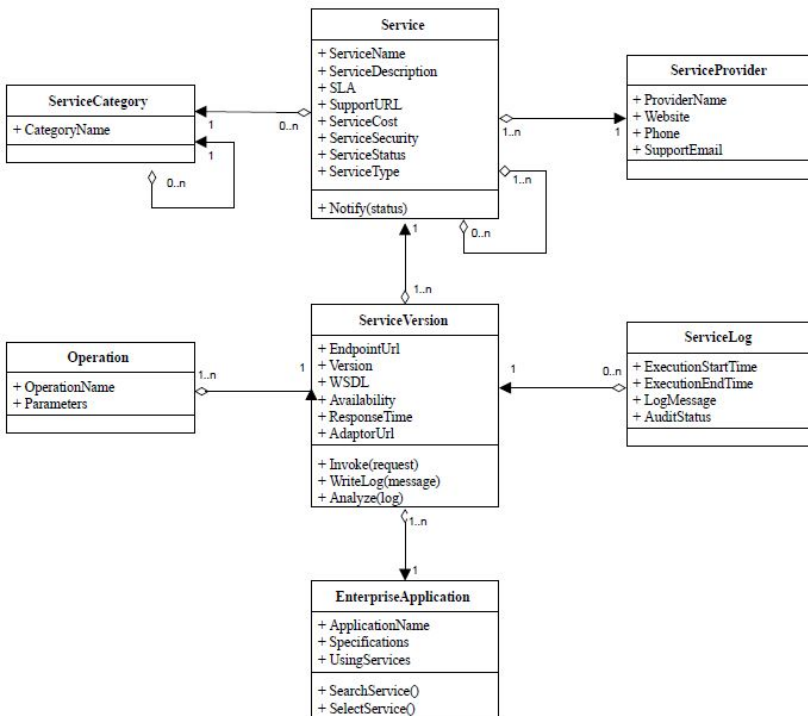 Service
+ ServiceName
+ ServiceDescription
+ SLA
+ SupportURL
+ ServiceCost
+ ServiceSecurity
+ ServiceStatus
+ ServiceType
+ Notify(status)
ServiceCategory
+ CategoryName
1
0..n
1
0..n
ServiceProvider
+ ProviderName
+ Website
+ Phone
+ SupportEmail
1..n
1
1..n
0..n
1
1..n
ServiceVersion
+ EndpointUrl
+ Version
+ WSDL
+ Availability
+ ResponseTime
+ AdaptorUrl
+ Invoke(request)
+ WriteLog(message)
+ Analyze(log)
Operation
+ OperationName
+ Parameters
1..n
1
ServiceLog
+ ExecutionStartTime
+ ExecutionEndTime
+ LogMessage
+ AuditStatus
1
0..n
1..n
1
EnterpriseApplication
+ ApplicationName
+ Specifications
+ UsingServices
+ SearchService()
+ SelectService()